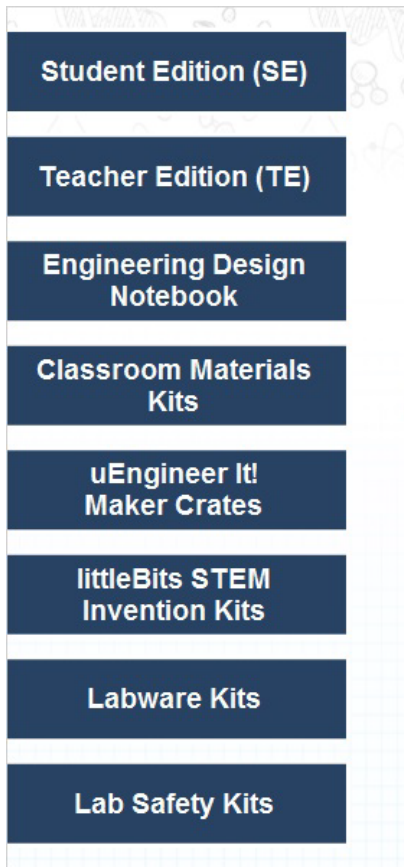 Student Edition (SE)
Teacher Edition (TE)
Engineering Design
Notebook
Classroom Materials
Kits
uEngineer It!
Maker Crates
littleBits STEM
Invention Kits
Labware Kits
Lab Safety Kits